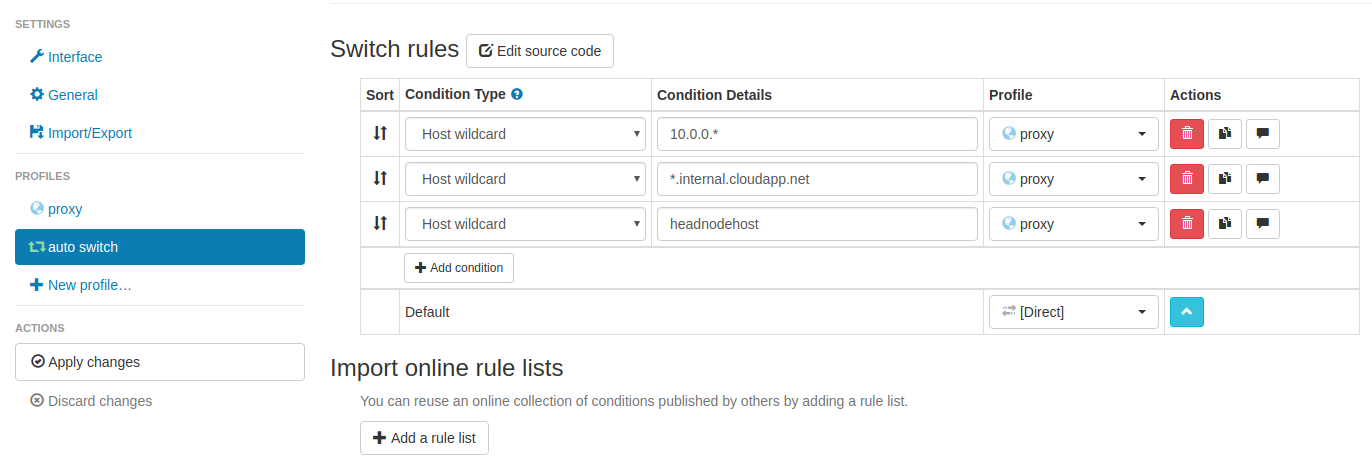 SETTINGS
Interface
General
Import/Export
PROFILES
proxy
auto switch
New profile…
ACTIONS
Apply changes
Discard changes
Switch rules Edit source code
Sort Condition Type Condition Details Profile Actions
Host wildcard 10.0.0.* proxy
Host wildcard *.internal.cloudapp.net proxy
Host wildcard headnodehost proxy
Add condition
Default [Direct]
Import online rule lists
You can reuse an online collection of conditions published by others by adding a rule list.
Add a rule list